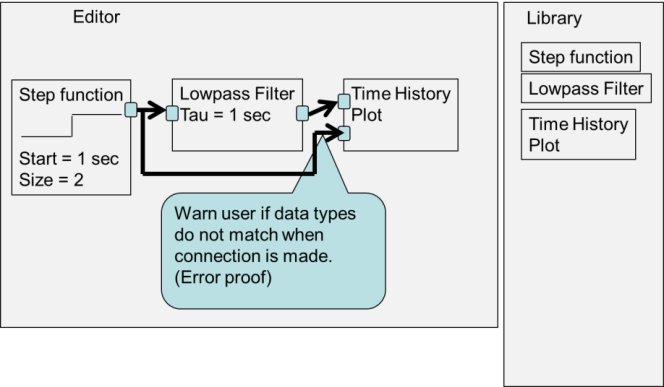 Editor
Step function
Start = 1 sec
Size = 2
Lowpass Filter
Tau = 1 sec
Time History
Plot
Warn user if data types
do not match when
connection is made.
(Error proof)
Library
Step function
Lowpass Filter
Time History
Plot